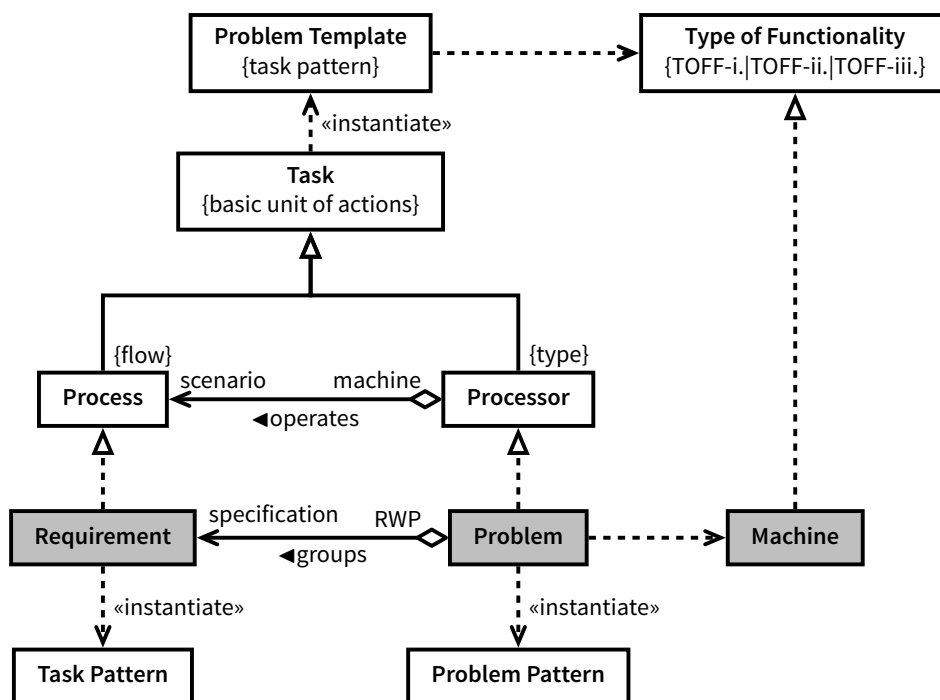 Problem Template
{task pattern}
Type of Functionality
{TOFF-i.|TOFF-ii.|TOFF-iii.}
«instantiate»
Task
{basic unit of actions}
{flow}
{type}
Process
scenario
machine
◀operates
Processor
Requirement
specification
RWP
◀groups
Problem
Machine
«instantiate»
«instantiate»
Task Pattern
Problem Pattern